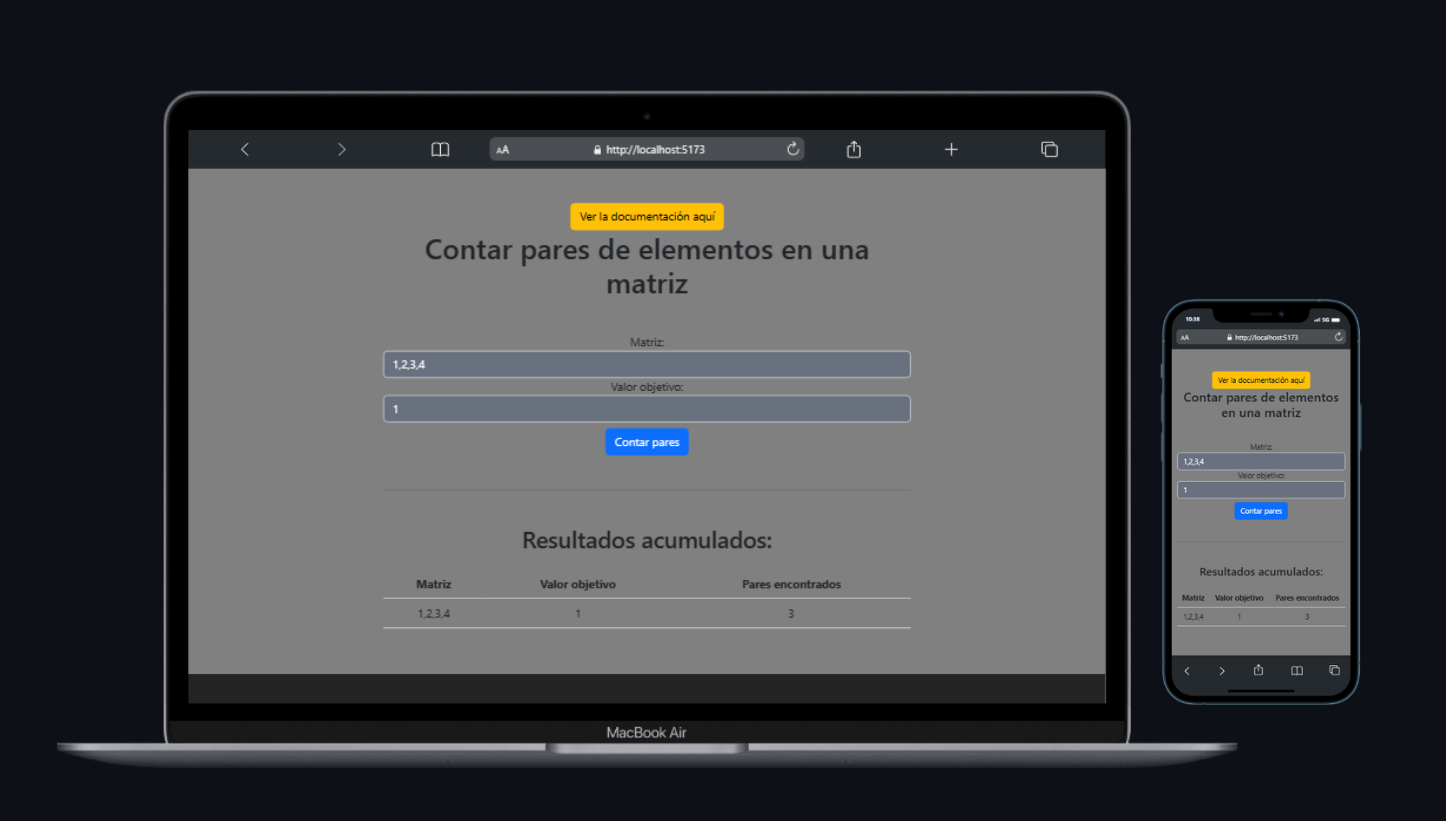 AA http://localhost:5173
Ver la documentación aquí
Contar pares de elementos en una
matriz
Matriz:
1,2,3,4
Valor objetivo:
1
Contar pares
Resultados acumulados:
Matriz Valor objetivo Pares encontrados
1,2,3,4 1 3
MacBook Air
10:38 5G
AA http://localhost:5173
Ver la documentación aquí
Contar pares de elementos
en una matriz
Matriz:
1,2,3,4
Valor objetivo:
1
Contar pares
Resultados acumulados:
Matriz Valor objetivo Pares encontrados
1,2,3,4 1 3